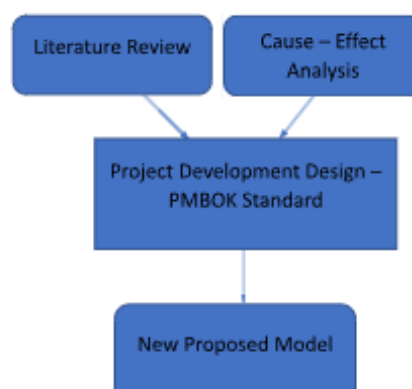 Literature Review
Cause – Effect
Analysis
Project Development Design –
PMBOK Standard
New Proposed Model